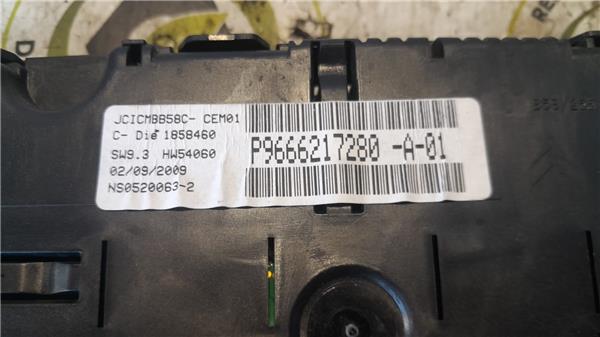 JCICMBB58C- CEM01
C- Die 1858460
SW9.3 HW54060
02/09/2009
NS0520063-2
P9666217280 -A-01